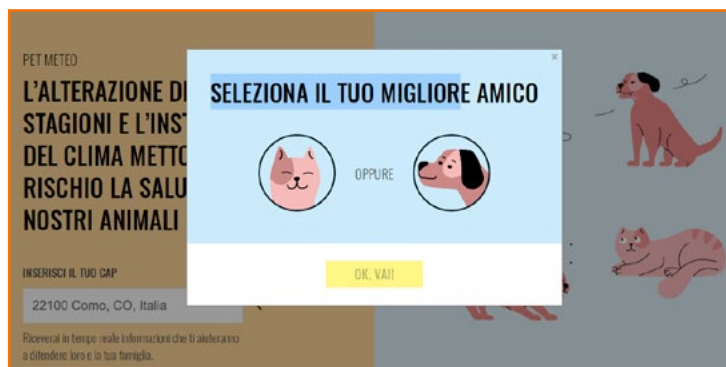 PET METEO
L'ALTERAZIONE DI
STAGIONI E L'INST
DEL CLIMA METTO
RISCHIO LA SALU
NOSTRI ANIMALI
INSERISCI IL TUO CAP
22100 Como, CO, Italia
Riceverai in tempo reale informazioni che ti aiuteranno
a difendere loro e la tua famiglia.
×
SELEZIONA IL TUO MIGLIORE AMICO
OPPURE
OK, VAI!